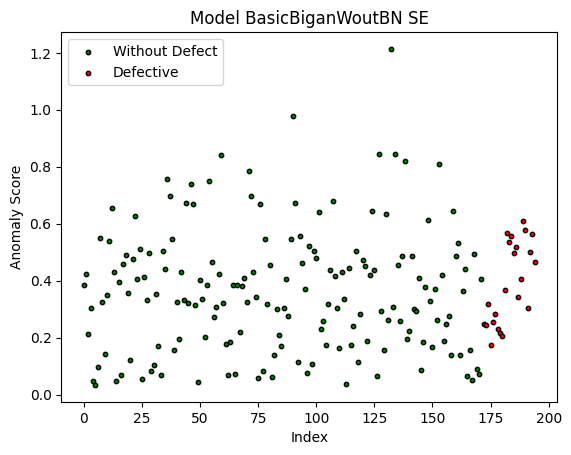 Model BasicBiganWoutBN SE
Without Defect
Defective
Anomaly Score
1.2
1.0
0.8
0.6
0.4
0.2
0.0
0 25 50 75 100 125 150 175 200
Index